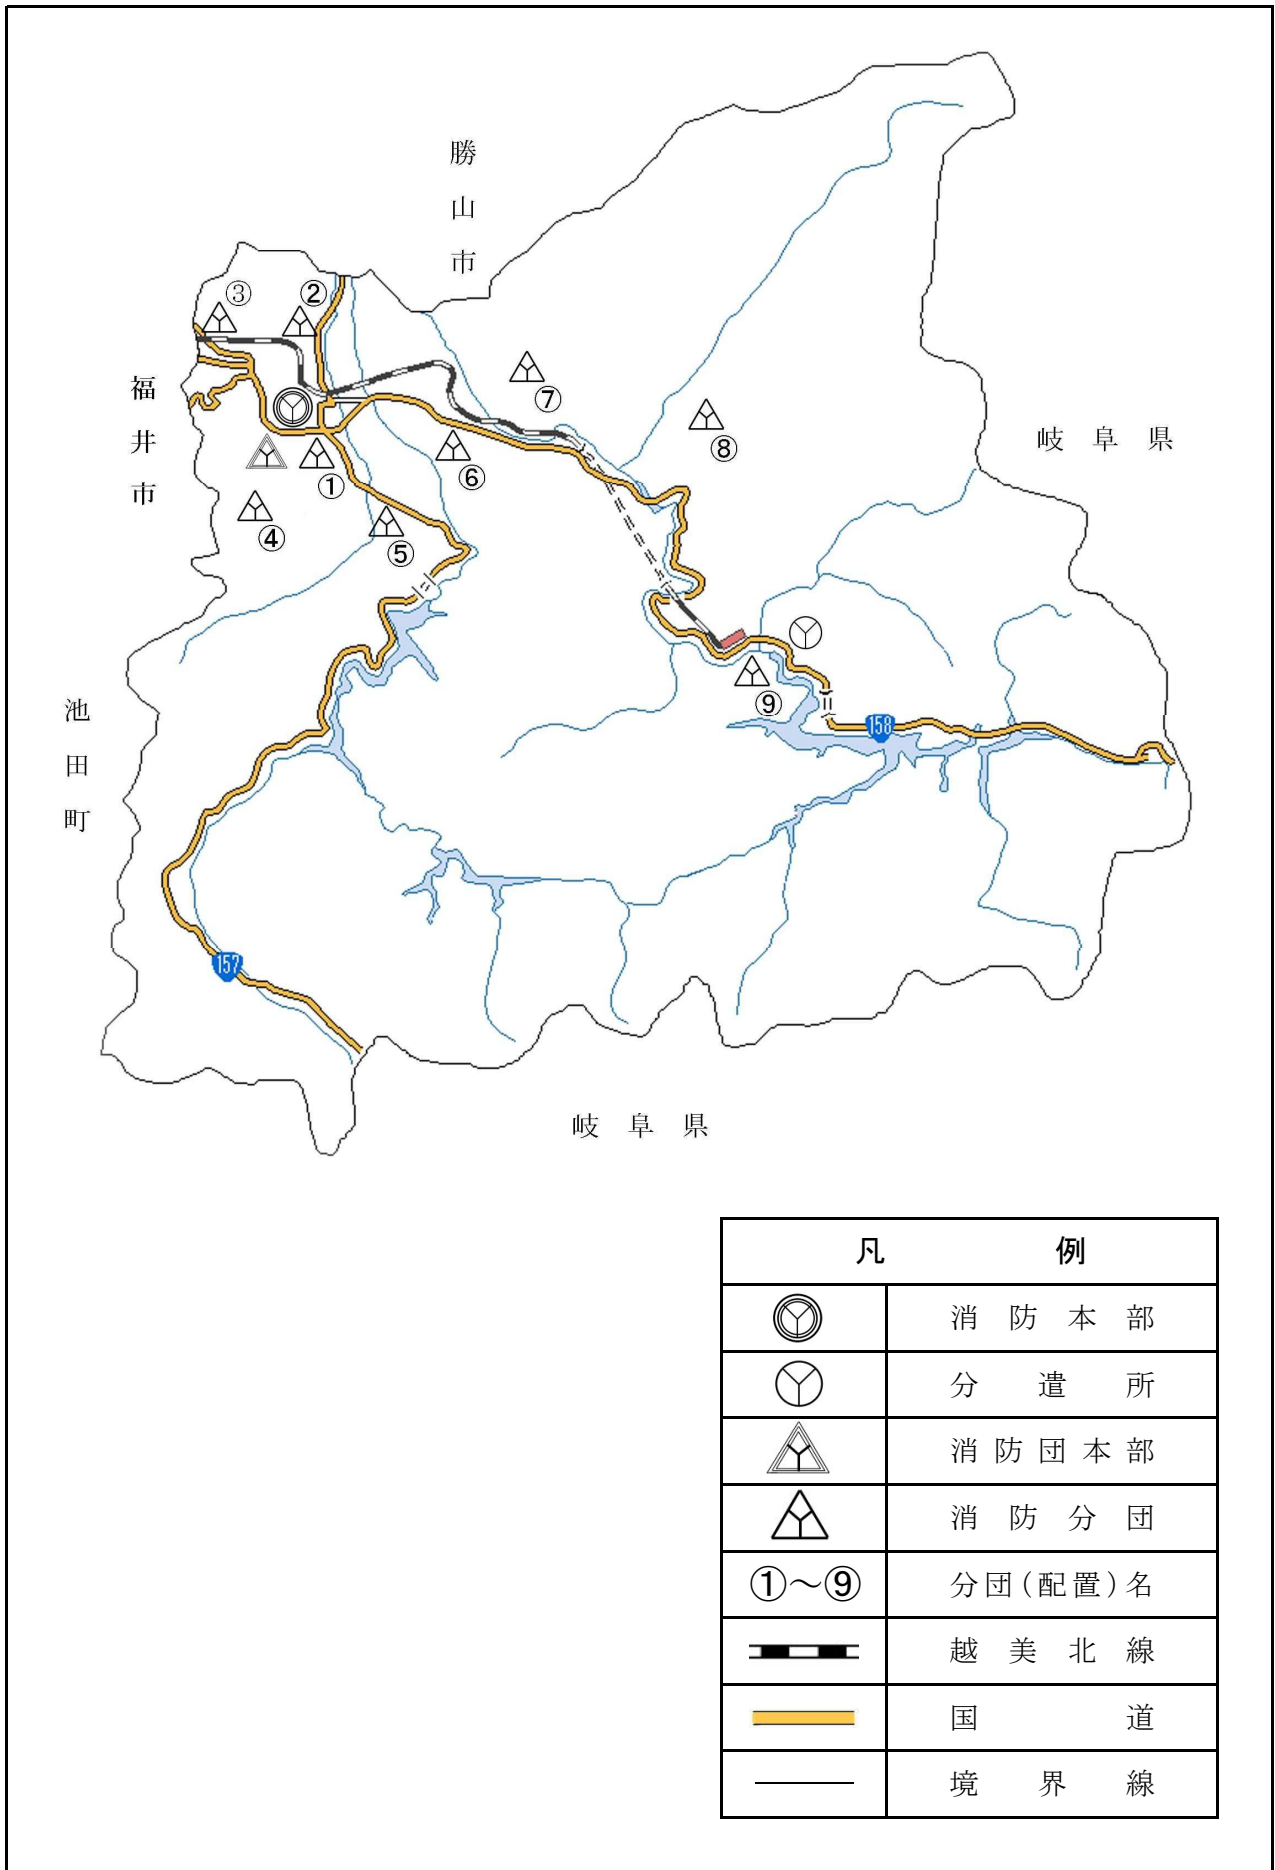 勝山市
③
②
福井市
⑦
⑧
岐阜県
⑥
①
④
⑤
⑨
池田町
158
157
岐阜県
凡例
消防本部
分遣所
消防団本部
消防分団
①～⑨ 分団(配置)名
越美北線
国道
境界線